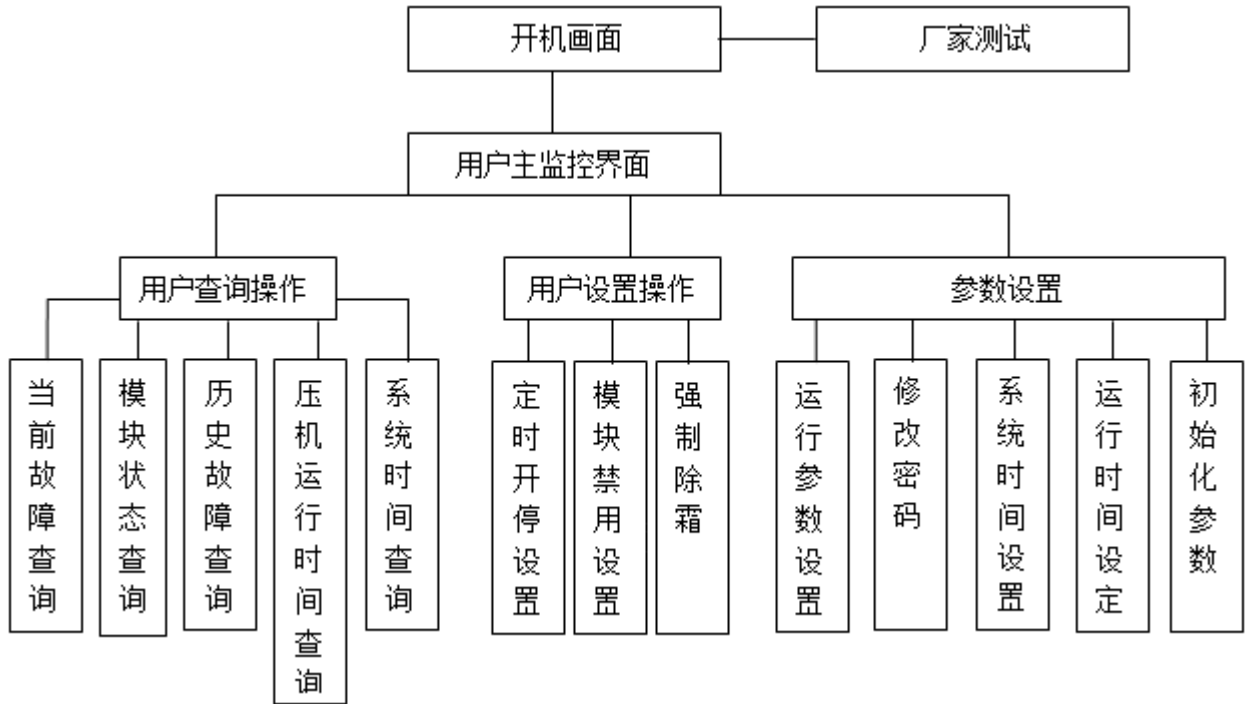 开机画面
厂家测试
用户主监控界面
用户查询操作
用户设置操作
参数设置
当前故障查询
模块状态查询
历史故障查询
压机运行时间查询
系统时间查询
定时开停设置
模块禁用设置
强制除霜
运行参数设置
修改密码
系统时间设置
运行时间设定
初始化参数